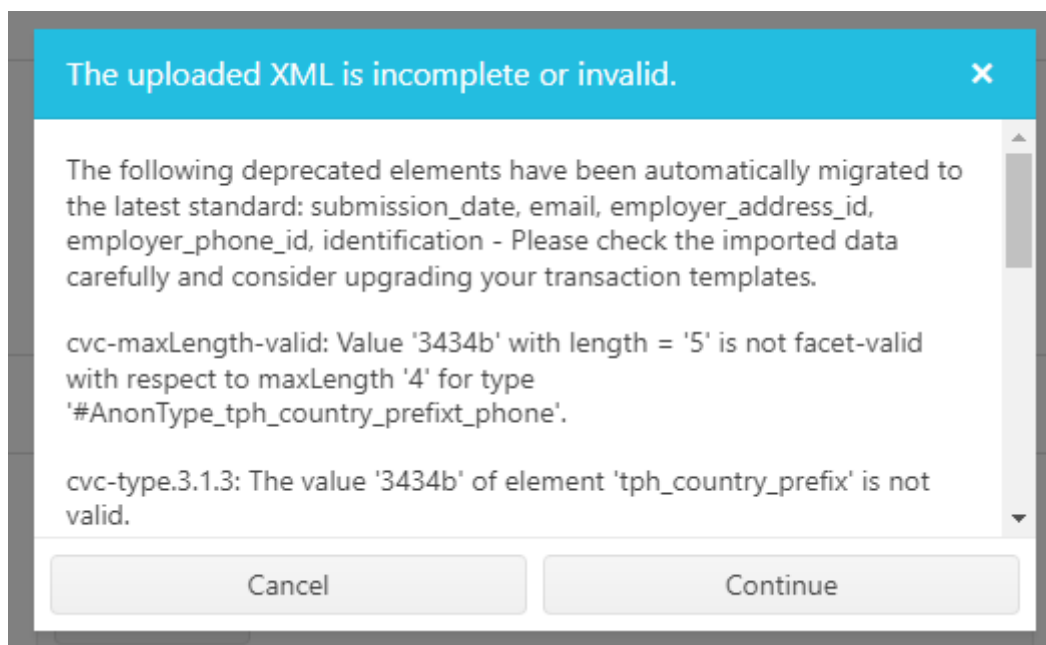 The uploaded XML is incomplete or invalid.
The following deprecated elements have been automatically migrated to
the latest standard: submission_date, email, employer_address_id,
employer_phone_id, identification - Please check the imported data
carefully and consider upgrading your transaction templates.
cvc-maxLength-valid: Value '3434b' with length = '5' is not facet-valid
with respect to maxLength '4' for type
'#AnonType_tph_country_prefixt_phone'.
cvc-type.3.1.3: The value '3434b' of element 'tph_country_prefix' is not
valid.
Cancel
Continue